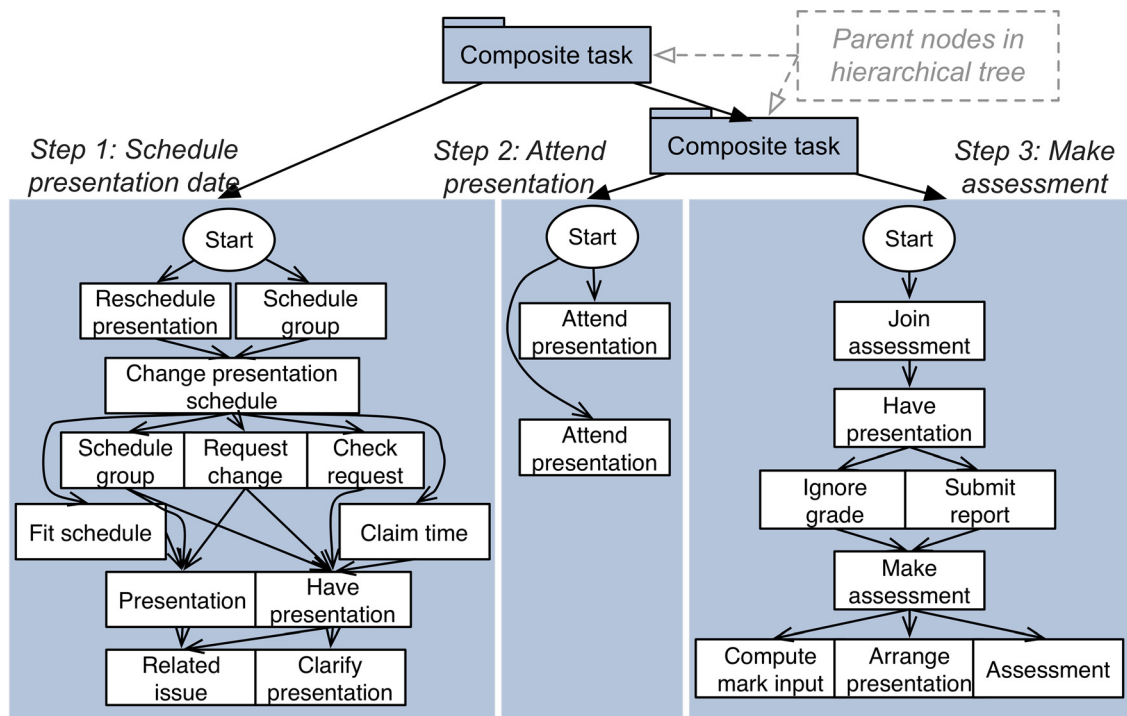 Composite task
Parent nodes in
hierarchical tree
Composite task
Step 1: Schedule
presentation date
Step 2: Attend
presentation
Step 3: Make
assessment
Start
Reschedule
presentation
Schedule
group
Change presentation
schedule
Schedule
group
Request
change
Check
request
Fit schedule
Claim time
Presentation
Have
presentation
Related
issue
Clarify
presentation
Start
Attend
presentation
Attend
presentation
Start
Join
assessment
Have
presentation
Ignore
grade
Submit
report
Make
assessment
Compute
mark input
Arrange
presentation
Assessment